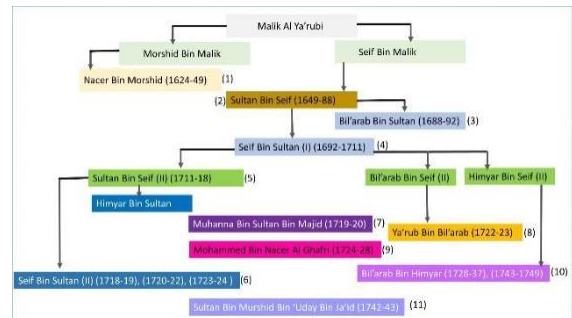 Malik Al Ya'rubi
Morshid Bin Malik
Seif Bin Malik
Nacer Bin Morshid (1624-49) (1)
(2) Sultan Bin Seif (1649-88)
Bil'arab Bin Sultan (1688-92) (3)
Seif Bin Sultan (I) (1692-1711) (4)
Sultan Bin Seif (II) (1711-18) (5)
Bil'arab Bin Seif (II)
Himyar Bin Seif (II)
Himyar Bin Sultan
Muhanna Bin Sultan Bin Majid (1719-20) (7)
Ya'rub Bin Bil'arab (1722-23) (8)
Mohammed Bin Nacer Al Ghafri (1724-28) (9)
Seif Bin Sultan (II) (1718-19), (1720-22), (1723-24 ) (6)
Bil'arab Bin Himyar (1728-37), (1743-1749) (10)
Sultan Bin Murshid Bin 'Uday Bin Ja'id (1742-43) (11)